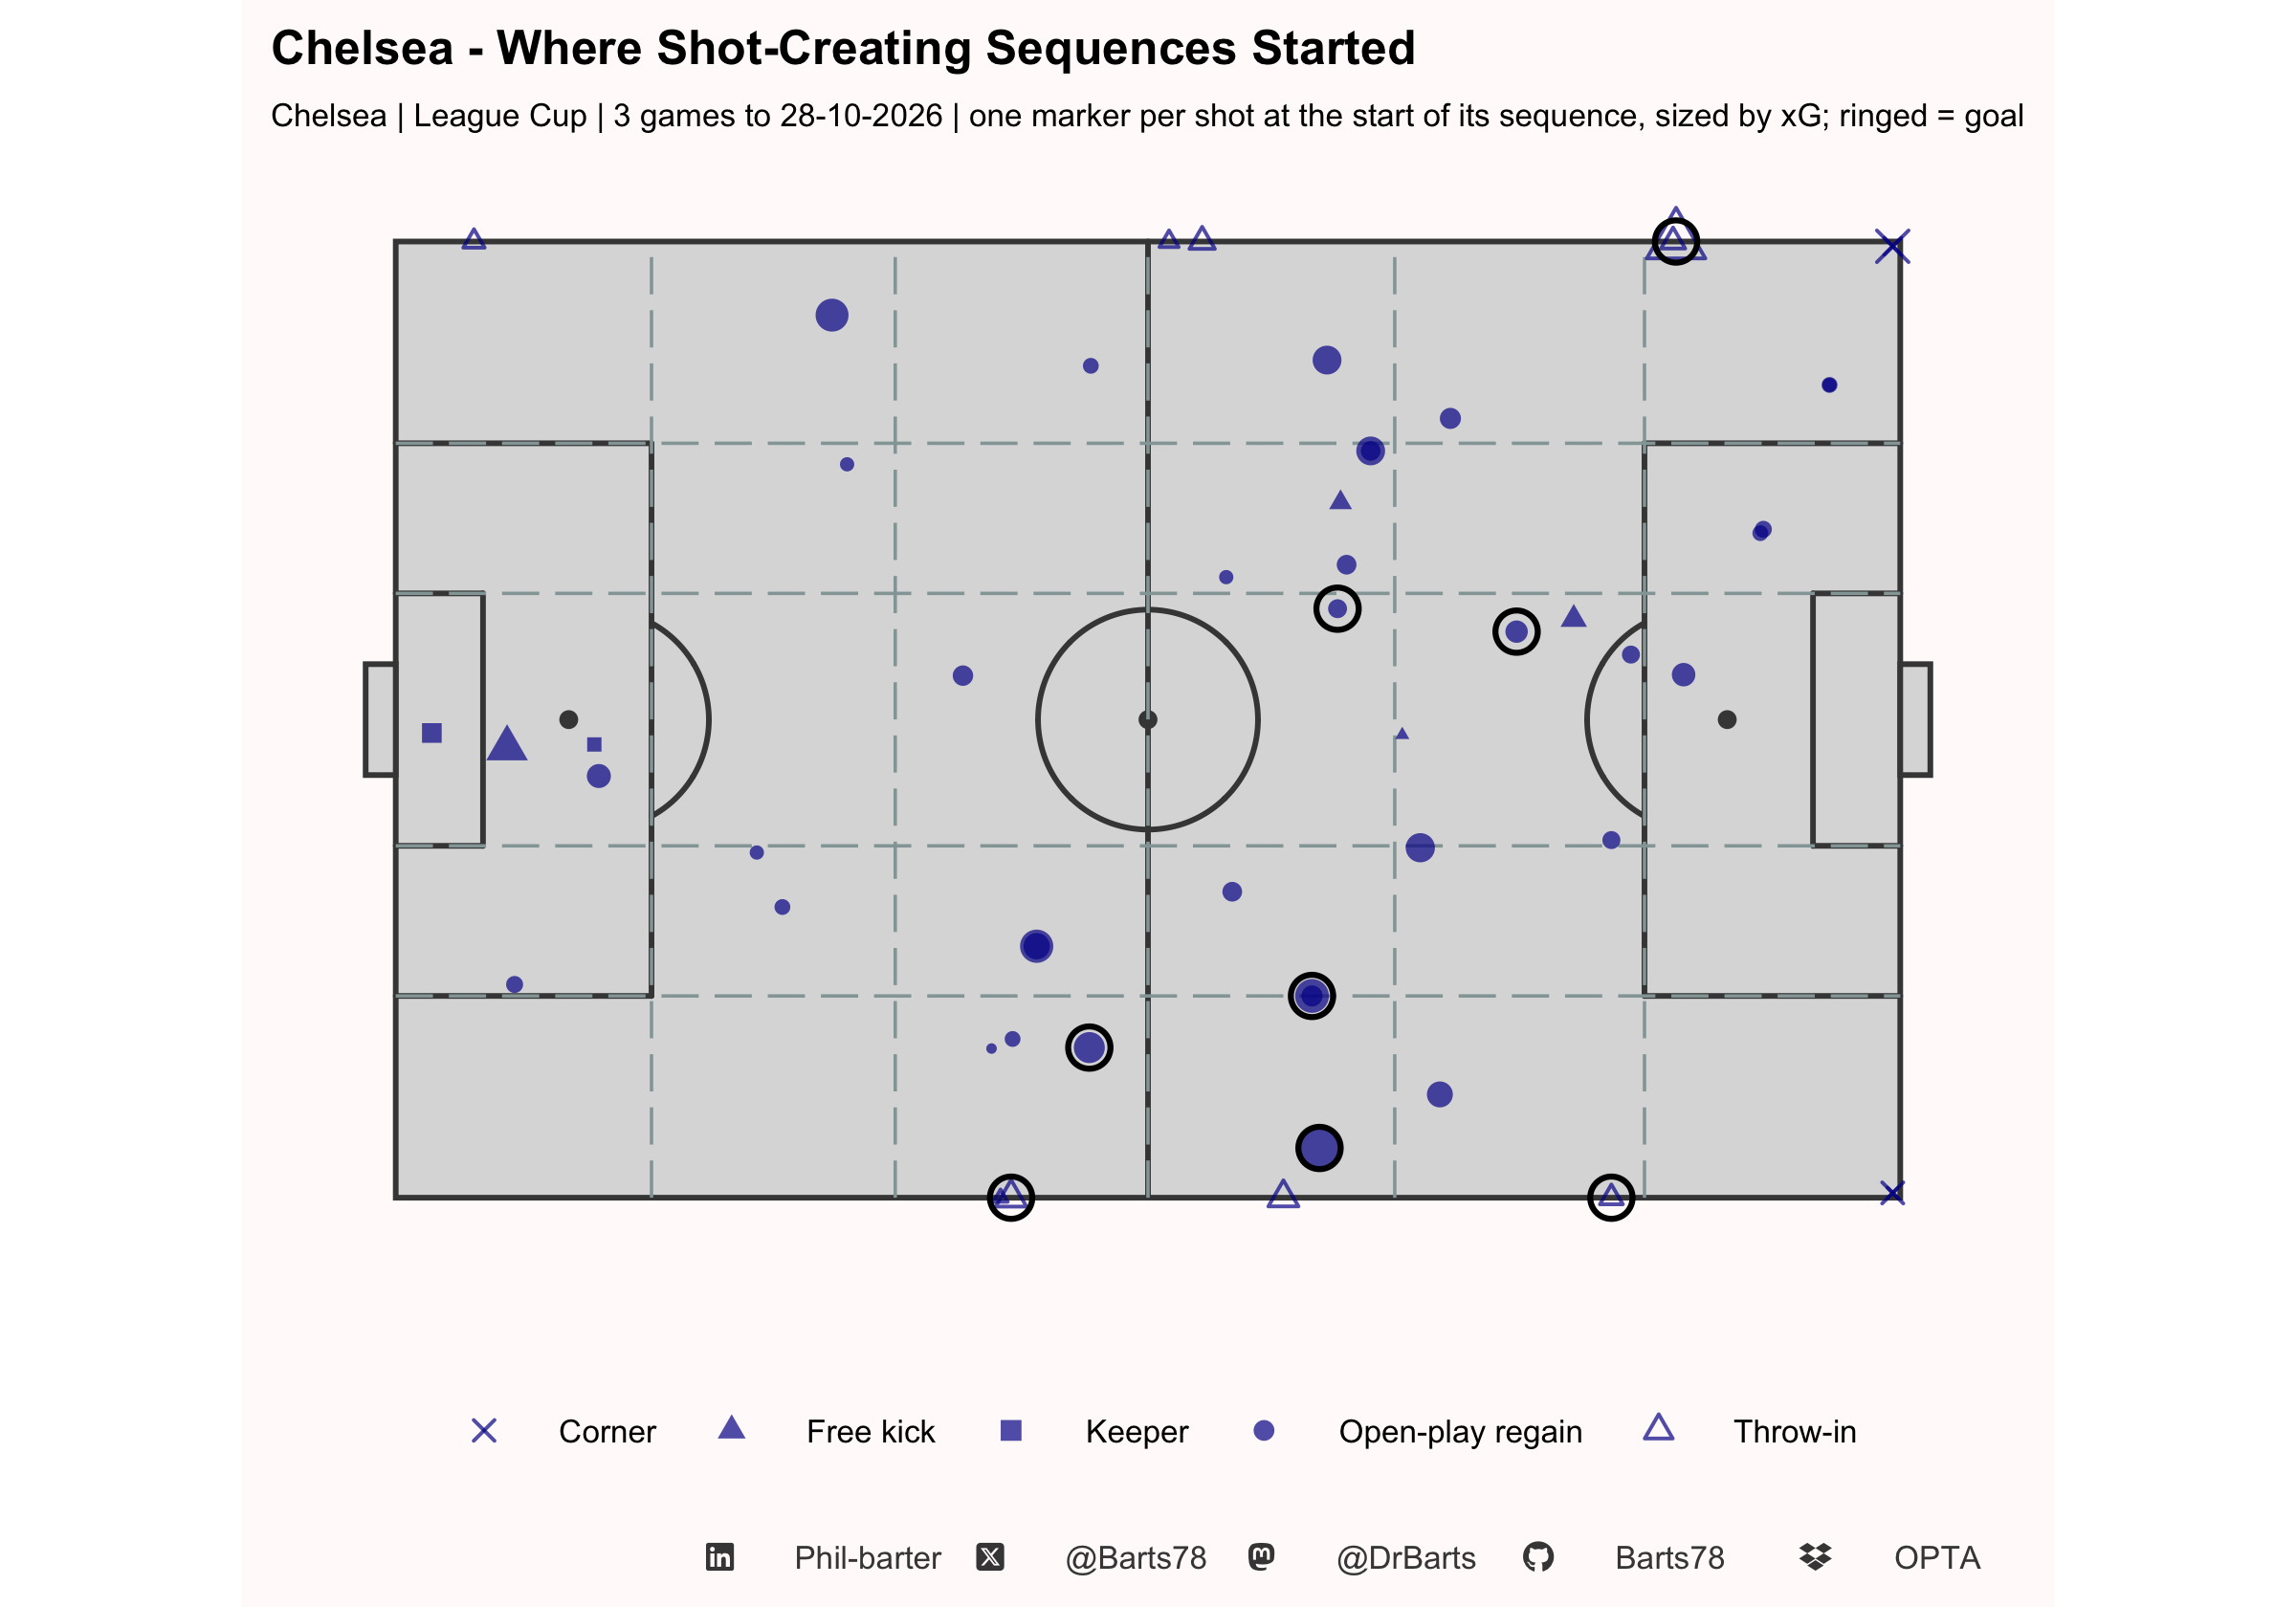 Chelsea - Where Shot-Creating Sequences Started
Chelsea | League Cup | 3 games to 28-10-2026 | one marker per shot at the start of its sequence, sized by xG; ringed = goal
Corner Free kick Keeper Open-play regain Throw-in
Phil-barter @Barts78 @DrBarts Barts78 OPTA